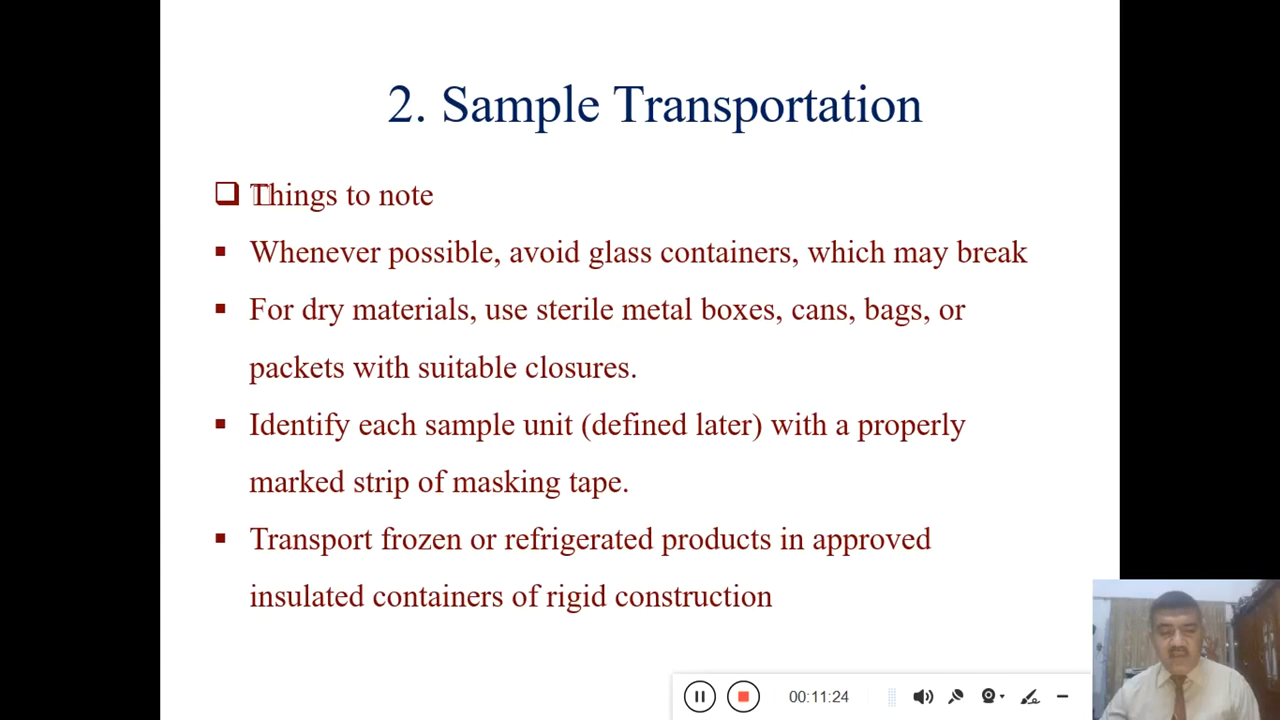 2. Sample Transportation
Things to note
Whenever possible, avoid glass containers, which may break
For dry materials, use sterile metal boxes, cans, bags, or
packets with suitable closures.
Identify each sample unit (defined later) with a properly
marked strip of masking tape.
Transport frozen or refrigerated products in approved
insulated containers of rigid construction
00:11:24